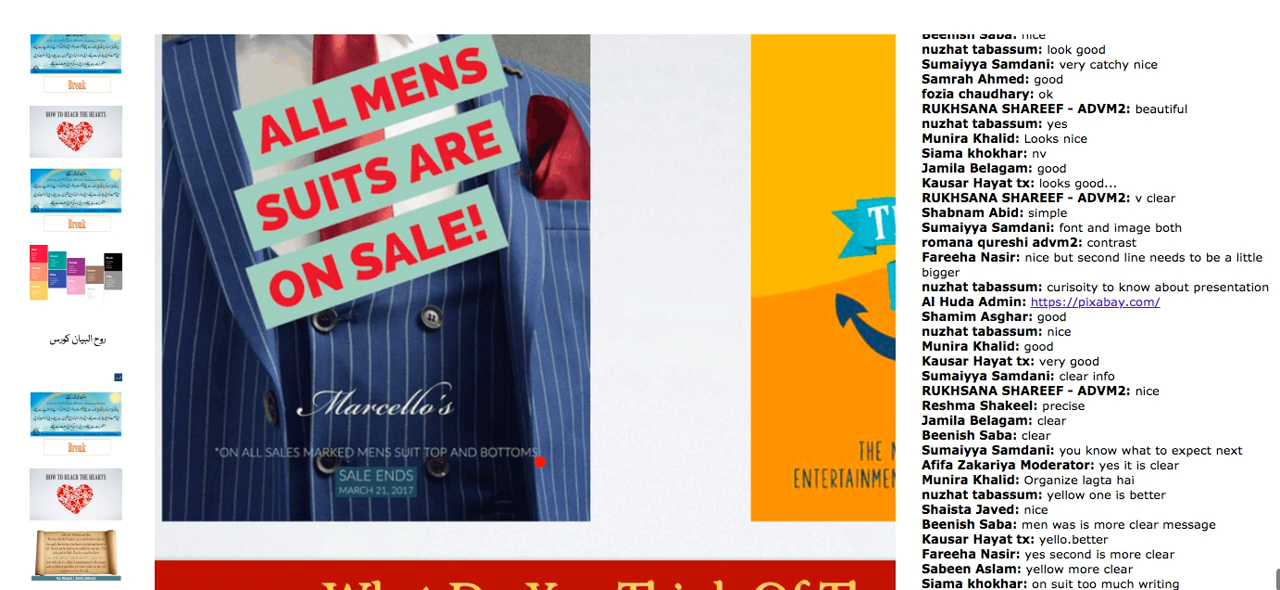 Break
HOW TO REACH THE HEARTS
Break
روح البیان کورس
Break
HOW TO REACH THE HEARTS
ALL MENS
SUITS ARE
ON SALE!
Marcello's
*ON ALL SALES MARKED MENS SUIT TOP AND BOTTOMS
SALE ENDS
MARCH 21, 2017
THE
ENTERTAINMEN
What Do You Think Of Th
Beenish Saba: nice
nuzhat tabassum: look good
Sumaiyya Samdani: very catchy nice
Samrah Ahmed: good
fozia chaudhary: ok
RUKHSANA SHAREEF - ADVM2: beautiful
nuzhat tabassum: yes
Munira Khalid: Looks nice
Siama khokhar: nv
Jamila Belagam: good
Kausar Hayat tx: looks good...
RUKHSANA SHAREEF - ADVM2: v clear
Shabnam Abid: simple
Sumaiyya Samdani: font and image both
romana qureshi advm2: contrast
Fareeha Nasir: nice but second line needs to be a little
bigger
nuzhat tabassum: curisoity to know about presentation
Al Huda Admin: https://pixabay.com/
Shamim Asghar: good
nuzhat tabassum: nice
Munira Khalid: good
Kausar Hayat tx: very good
Sumaiyya Samdani: clear info
RUKHSANA SHAREEF - ADVM2: nice
Reshma Shakeel: precise
Jamila Belagam: clear
Beenish Saba: clear
Sumaiyya Samdani: you know what to expect next
Afifa Zakariya Moderator: yes it is clear
Munira Khalid: Organize lagta hai
nuzhat tabassum: yellow one is better
Shaista Javed: nice
Beenish Saba: men was is more clear message
Kausar Hayat tx: yello.better
Fareeha Nasir: yes second is more clear
Sabeen Aslam: yellow more clear
Siama khokhar: on suit too much writing